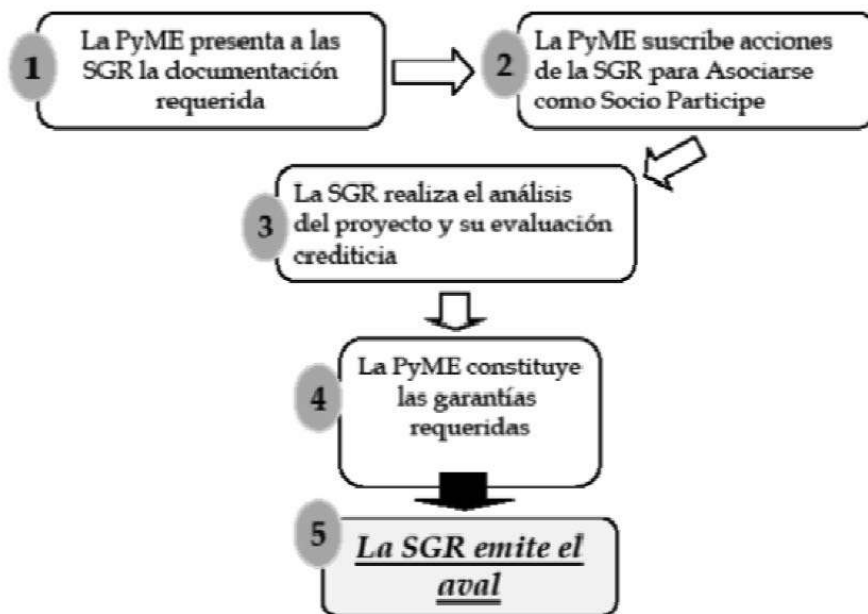 1
La PyME presenta a las
SGR la documentación
requerida
2
La PyME suscribe acciones
de la SGR para Asociarse
como Socio Participe
3
La SGR realiza el análisis
del proyecto y su evaluación
crediticia
4
La PyME constituye
las garantías
requeridas
5
La SGR emite el
aval